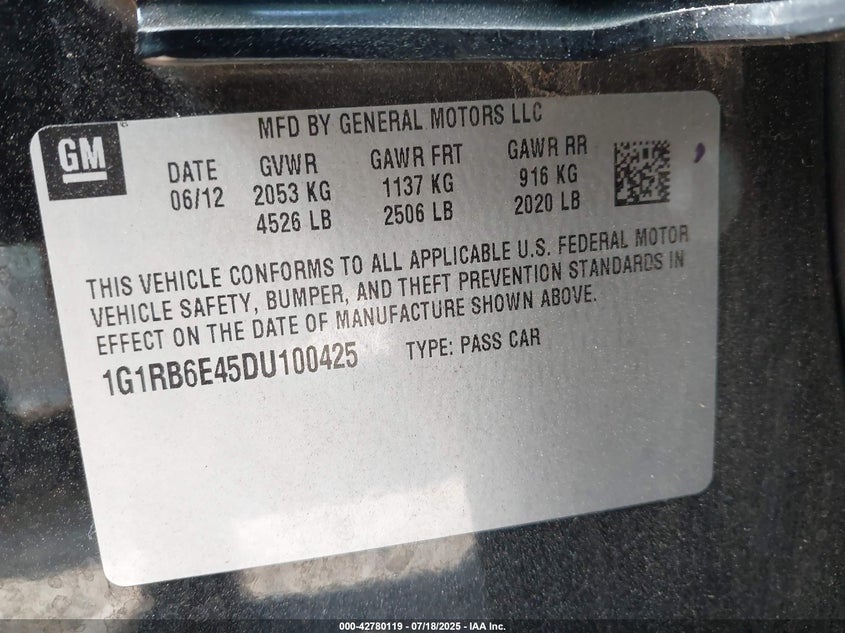 GM
MFD BY GENERAL MOTORS LLC
DATE GVWR GAWR FRT GAWR RR
06/12 2053 KG 1137 KG 916 KG
4526 LB 2506 LB 2020 LB
THIS VEHICLE CONFORMS TO ALL APPLICABLE U.S. FEDERAL MOTOR
VEHICLE SAFETY, BUMPER, AND THEFT PREVENTION STANDARDS IN
EFFECT ON THE DATE OF MANUFACTURE SHOWN ABOVE.
1G1RB6E45DU100425 TYPE: PASS CAR
000-42780119 - 07/18/2025 - IAA Inc.